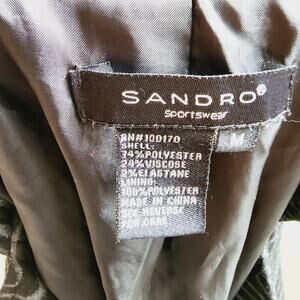 SANDRO®
Sportswear
M
RN#100170
SHELL:
74%POLYESTER
24%VISCOSE
2%ELASTANE
LINING:
100%POLYESTER
MADE IN CHINA
SEE REVERSE
FOR CARE